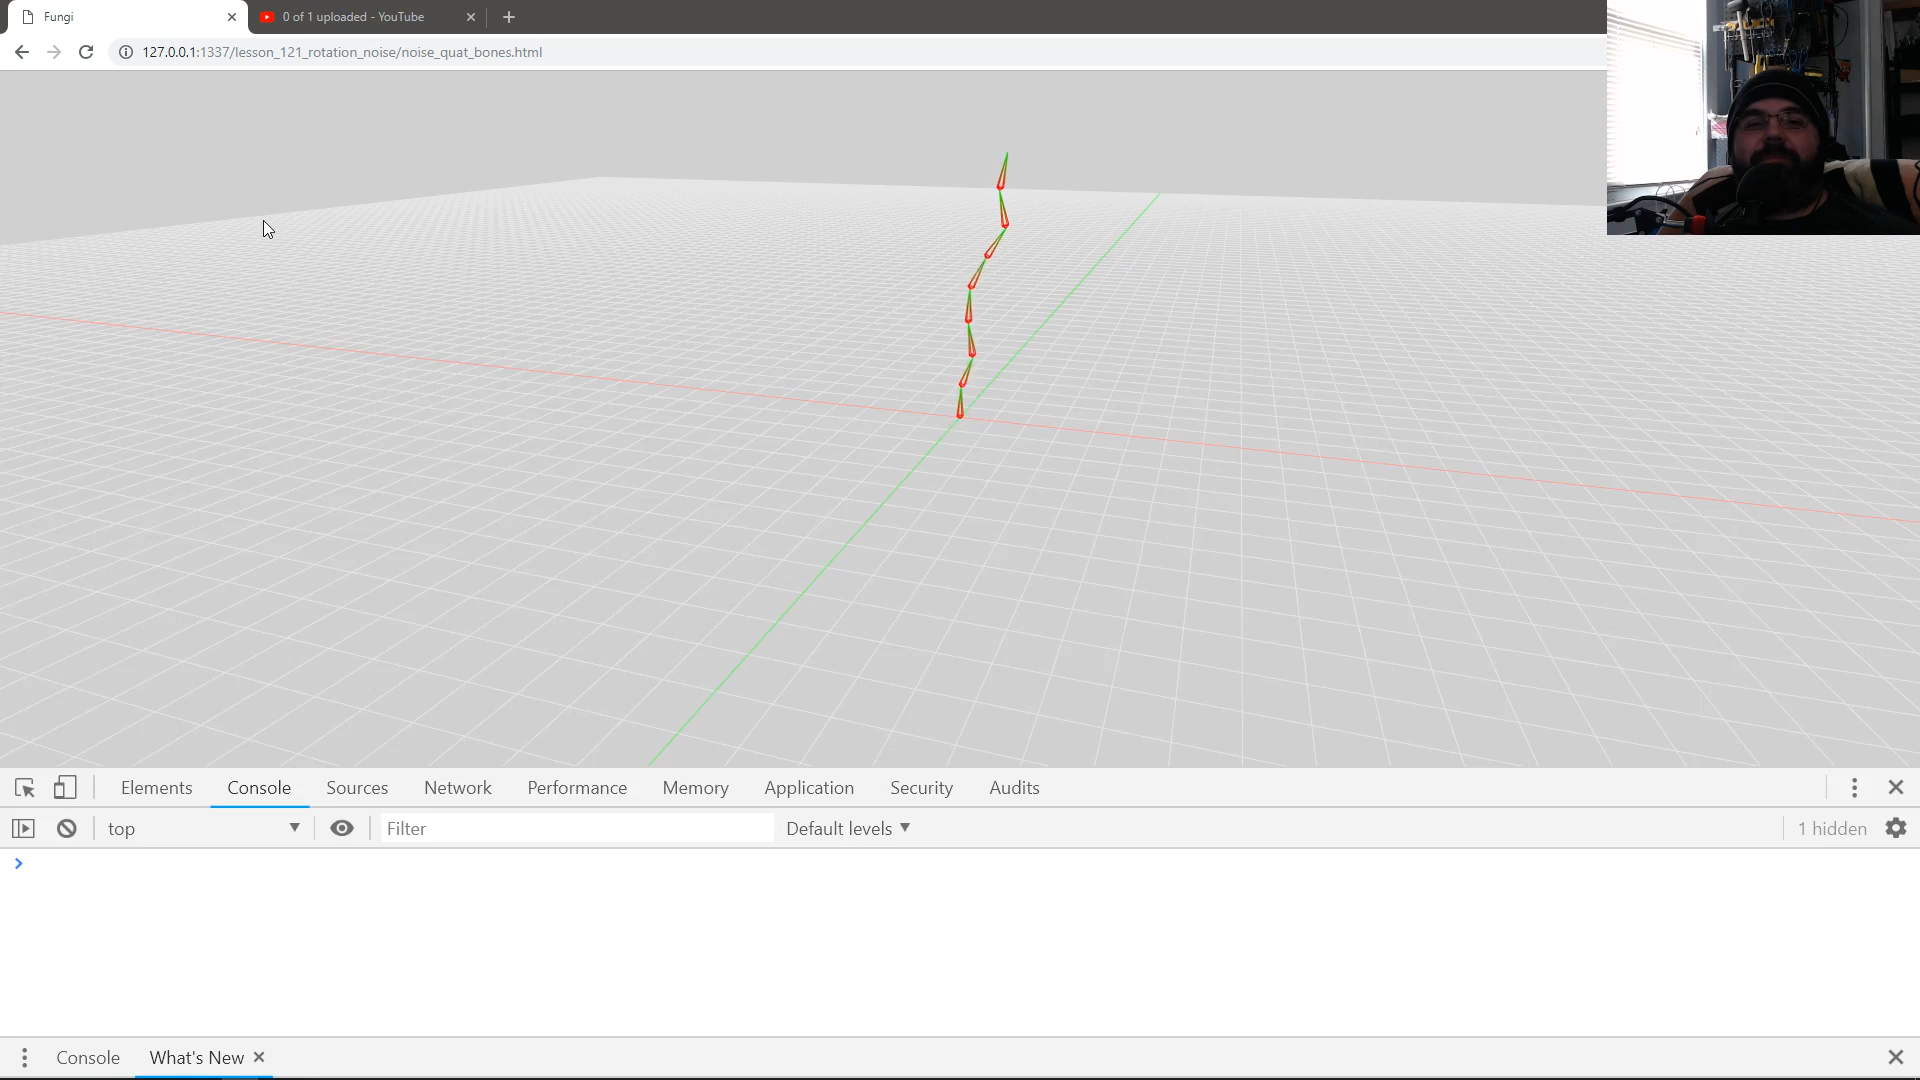 Fungi
0 of 1 uploaded - YouTube
127.0.0.1:1337/lesson_121_rotation_noise/noise_quat_bones.html
Elements Console Sources Network Performance Memory Application Security Audits
top Filter Default levels 1 hidden
Console What's New